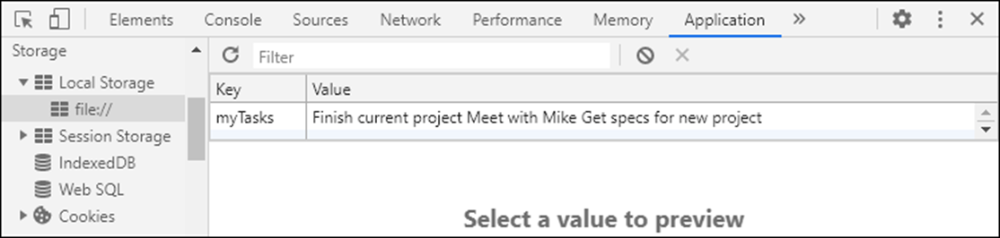 Elements Console Sources Network Performance Memory Application »
Storage
Filter
Local Storage
Key Value
file://
myTasks Finish current project Meet with Mike Get specs for new project
Session Storage
IndexedDB
Web SQL
Cookies
Select a value to preview